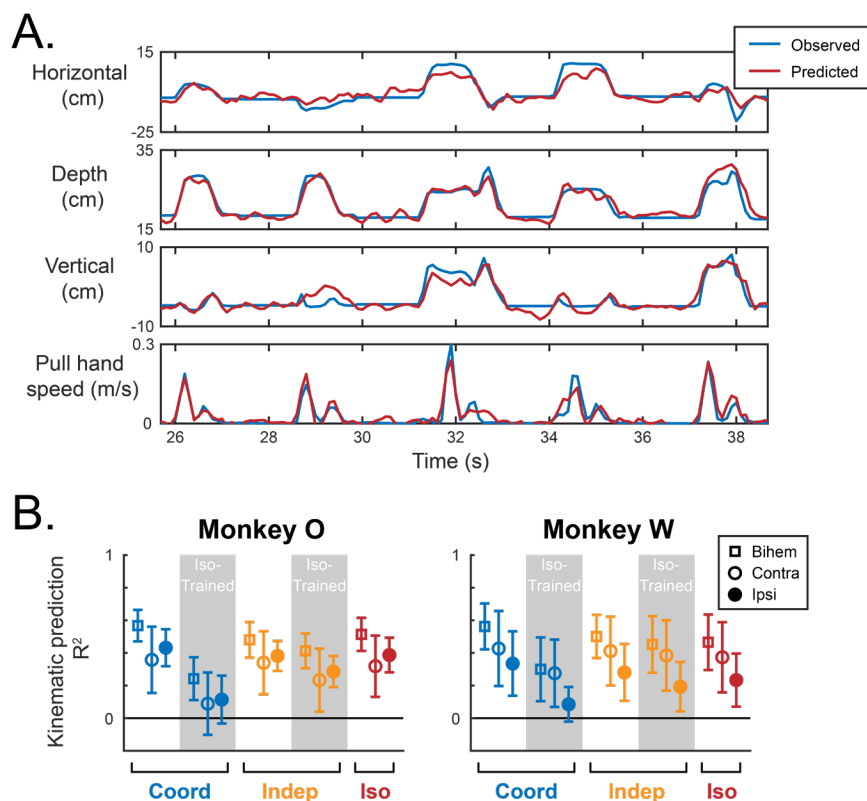 A.
Observed
Predicted
Horizontal
(cm)
15
-25
Depth
(cm)
35
15
Vertical
(cm)
10
-10
Pull hand
speed (m/s)
0.3
0
26 28 30 32 34 36 38
Time (s)
B.
Monkey O
Monkey W
Bihem
Contra
Ipsi
Kinematic prediction
R²
1
0
Iso-
Trained
Iso-
Trained
Coord Indep Iso
1
0
Iso-
Trained
Iso-
Trained
Coord Indep Iso